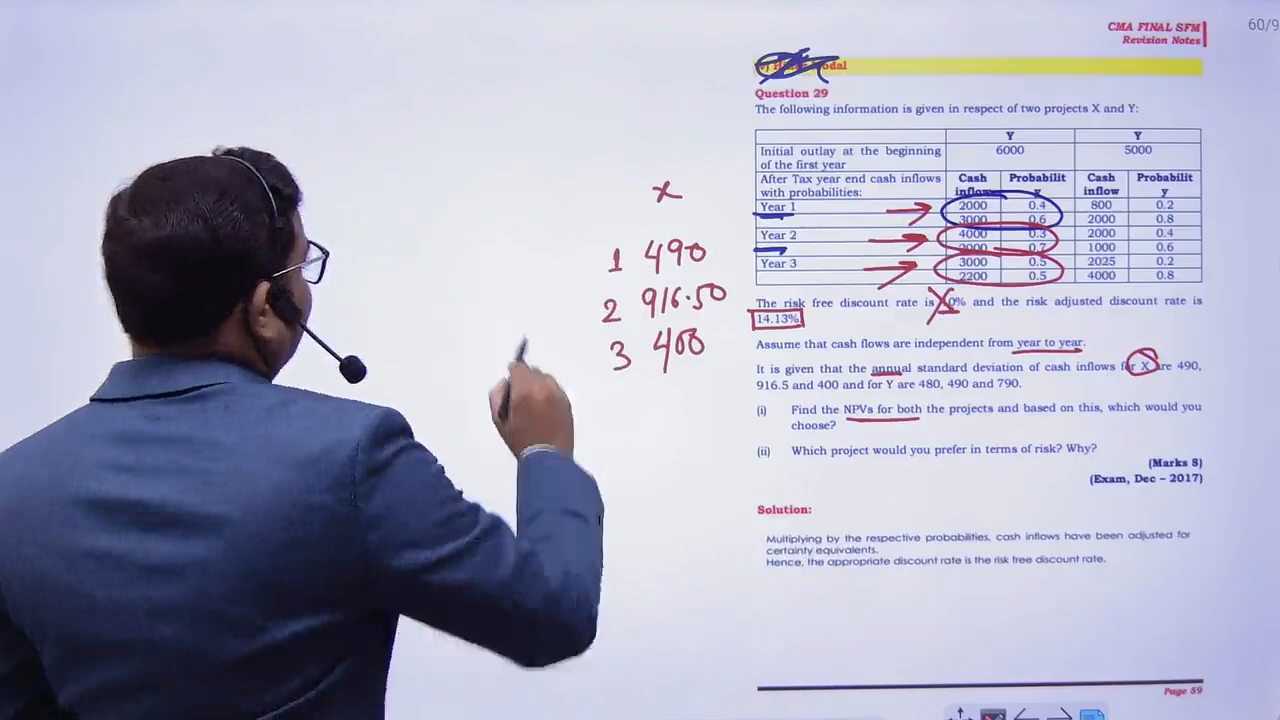 60/9
CMA FINAL SFM
Revision Notes
Question 29
The following information is given in respect of two projects X and Y:
Y Y
Initial outlay at the beginning of the first year 6000 5000
After Tax year end cash inflows with probabilities: Cash inflow Probability Cash inflow Probability
Year 1 2000 0.4 800 0.2
3000 0.6 2000 0.8
Year 2 4000 0.3 2000 0.4
2000 0.7 1000 0.6
Year 3 3000 0.5 2025 0.2
2200 0.5 4000 0.8
The risk free discount rate is 0% and the risk adjusted discount rate is
14.13%
Assume that cash flows are independent from year to year.
It is given that the annual standard deviation of cash inflows for X are 490,
916.5 and 400 and for Y are 480, 490 and 790.
(i) Find the NPVs for both the projects and based on this, which would you
choose?
(ii) Which project would you prefer in terms of risk? Why?
(Marks 8)
(Exam, Dec – 2017)
Solution:
Multiplying by the respective probabilities, cash inflows have been adjusted for
certainty equivalents.
Hence, the appropriate discount rate is the risk free discount rate.
Page 59
X
1 490
2 916.50
3 400